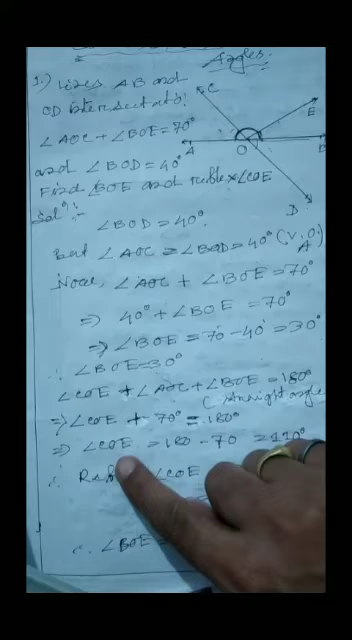 Angles.
1.) Lines AB and
CD intersect at O.
∠AOC + ∠BOE = 70°
and ∠BOD = 40°
Find ∠BOE and reflex ∠COE
C
E
A
O
B
D
Sol^n:-
∠BOD = 40°.
but ∠AOC = ∠BOD = 40° (V.O.A
Now, ∠AOC + ∠BOE = 70°
⇒ 40° + ∠BOE = 70°
⇒ ∠BOE = 70° - 40° = 30°
∴ ∠BOE = 30°
∠COE + ∠AOC + ∠BOE = 180°
(straight angle
⇒ ∠COE + 70° = 180°
⇒ ∠COE = 180 - 70 = 110°
∴ ∠COE
=
∴ ∠BOE =